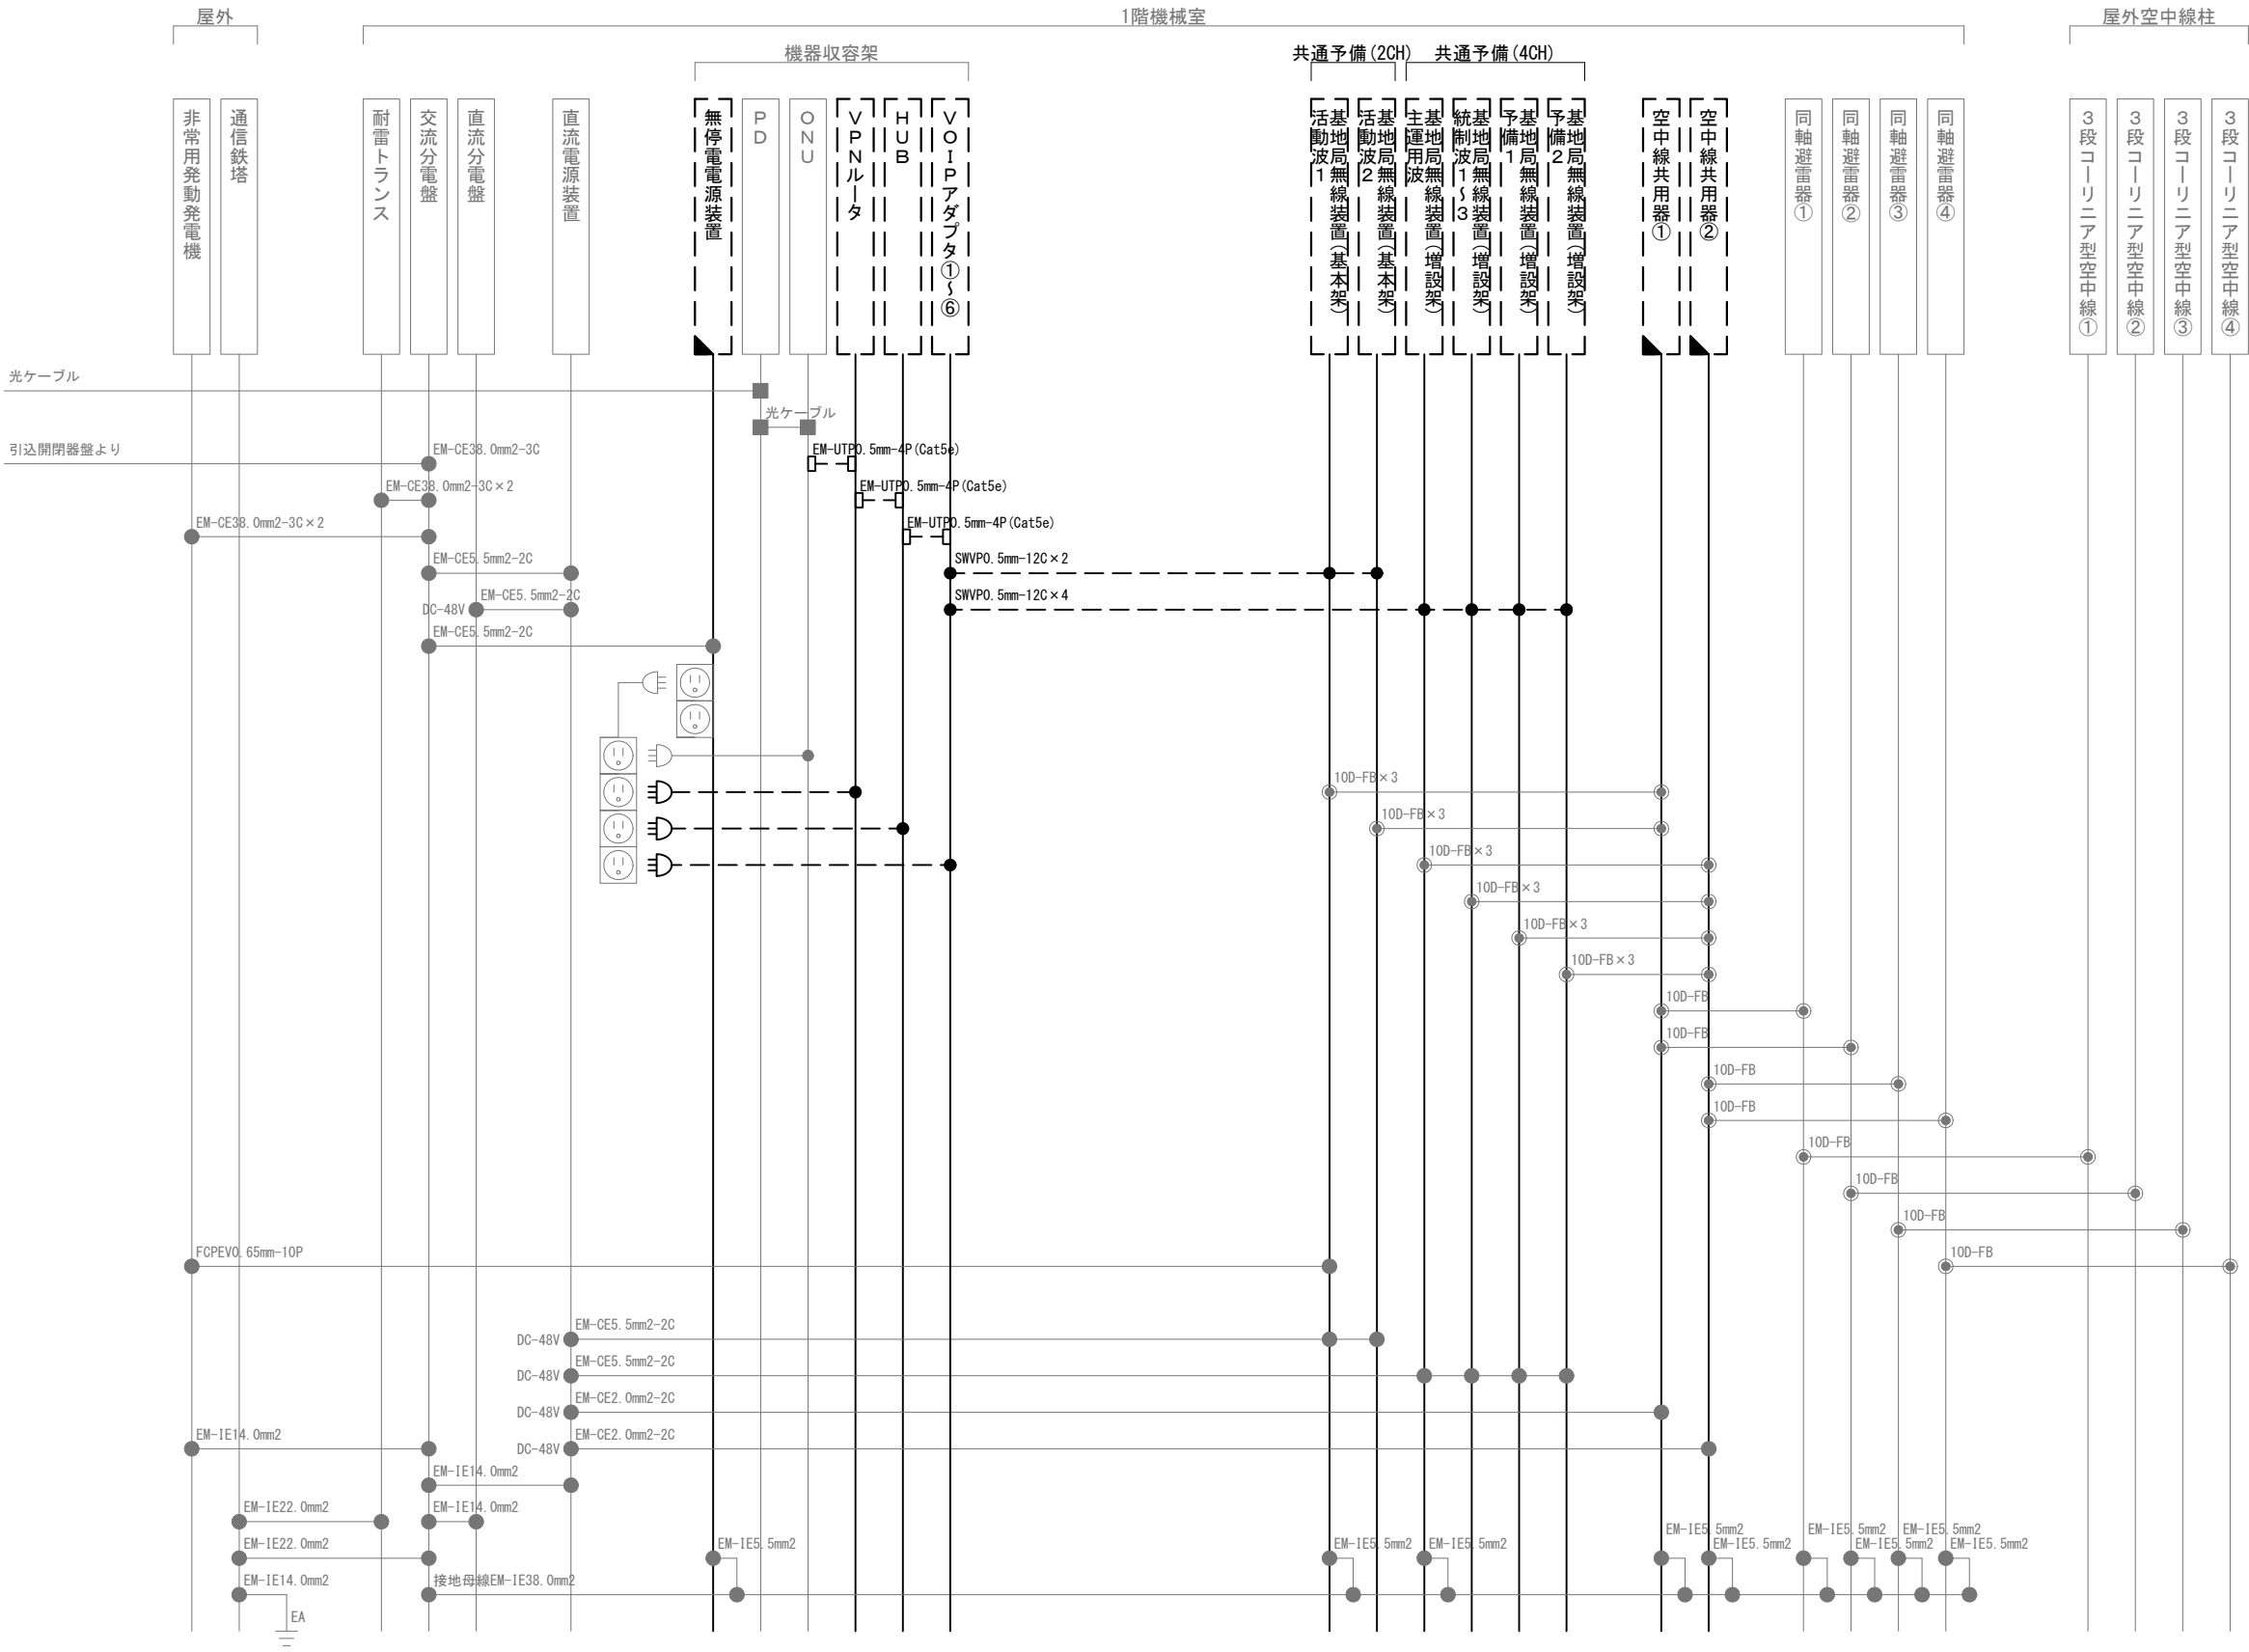 屋外
1階機械室
屋外空中線柱
機器収容架
共通予備(2CH)
共通予備(4CH)
非常用発動発電機
通信鉄塔
耐雷トランス
交流分電盤
直流分電盤
直流電源装置
無停電電源装置
PD
ONU
VPNルータ
HUB
VOIPアダプタ①~⑥
基地局無線装置(基本架)
活動波1
基地局無線装置(基本架)
活動波2
基地局無線装置(増設架)
主運用波
基地局無線装置(増設架)
統制波1~3
基地局無線装置(増設架)
予備1
基地局無線装置(増設架)
予備2
空中線共用器①
空中線共用器②
同軸避雷器①
同軸避雷器②
同軸避雷器③
同軸避雷器④
3段コーリニア型空中線①
3段コーリニア型空中線②
3段コーリニア型空中線③
3段コーリニア型空中線④
光ケーブル
光ケーブル
引込開閉器盤より
EM-CE38.0mm2-3C
EM-UTP0.5mm-4P(Cat5e)
EM-CE38.0mm2-3C×2
EM-UTP0.5mm-4P(Cat5e)
EM-CE38.0mm2-3C×2
EM-UTP0.5mm-4P(Cat5e)
EM-CE5.5mm2-2C
SWVP0.5mm-12C×2
DC-48V
EM-CE5.5mm2-2C
SWVP0.5mm-12C×4
EM-CE5.5mm2-2C
10D-FB×3
10D-FB×3
10D-FB×3
10D-FB×3
10D-FB×3
10D-FB×3
10D-FB
10D-FB
10D-FB
10D-FB
10D-FB
10D-FB
10D-FB
FCPEV0.65mm-10P
10D-FB
DC-48V
EM-CE5.5mm2-2C
DC-48V
EM-CE5.5mm2-2C
DC-48V
EM-CE2.0mm2-2C
EM-IE14.0mm2
DC-48V
EM-CE2.0mm2-2C
EM-IE14.0mm2
EM-IE22.0mm2
EM-IE14.0mm2
EM-IE5.5mm2
EM-IE5.5mm2
EM-IE5.5mm2
EM-IE22.0mm2
EM-IE5.5mm2
EM-IE5.5mm2
EM-IE5.5mm2
EM-IE5.5mm2
EM-IE5.5mm2
EM-IE5.5mm2
EM-IE14.0mm2
接地母線EM-IE38.0mm2
EA